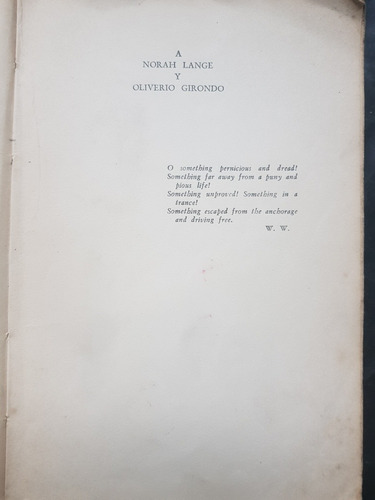 A
NORAH LANGE
Y
OLIVERIO GIRONDO
O something pernicious and dread!
Something far away from a puny and
pious life!
Something unproved! Something in a
trance!
Something escaped from the anchorage
and driving free.
W. W.